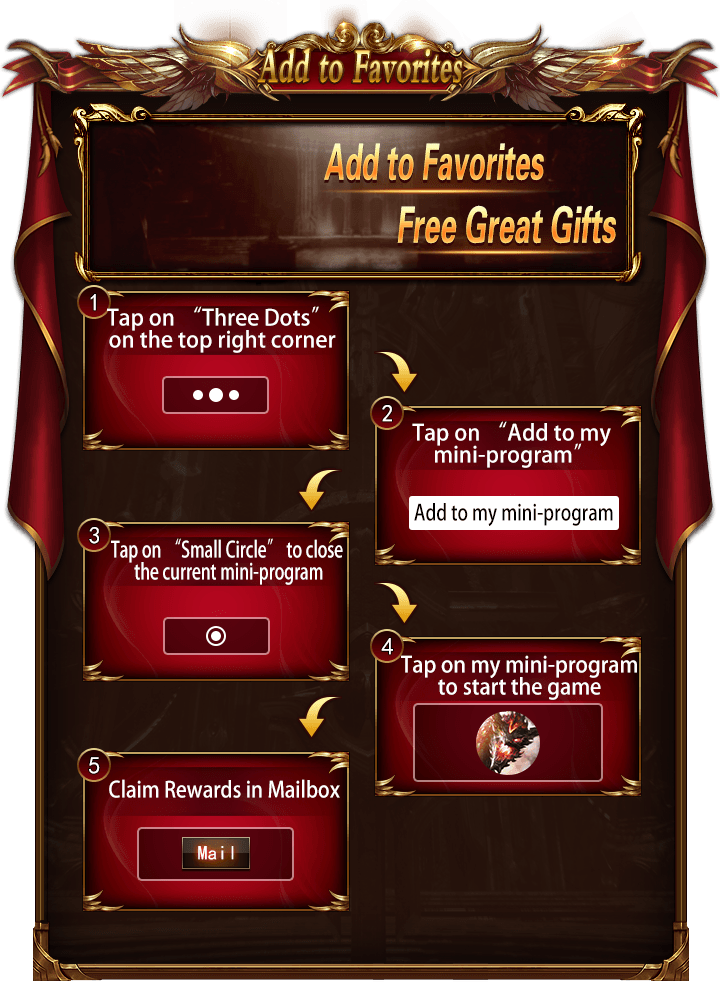 Add to Favorites
Add to Favorites
Free Great Gifts
1
Tap on “Three Dots”
on the top right corner
2
Tap on “Add to my
mini-program”
Add to my mini-program
3
Tap on “Small Circle” to close
the current mini-program
4
Tap on my mini-program
to start the game
5
Claim Rewards in Mailbox
Mail